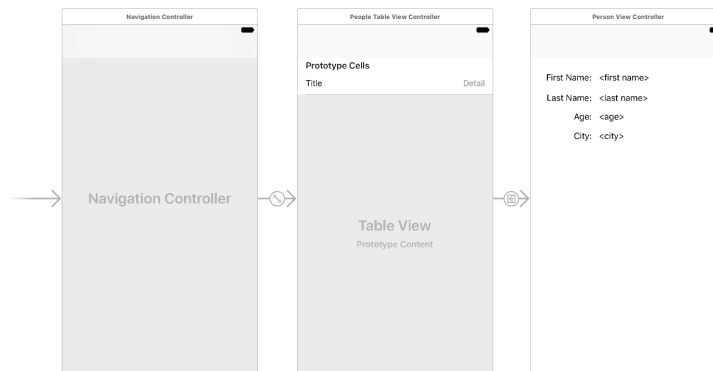 Navigation Controller
People Table View Controller
Person View Controller
Prototype Cells
Title Detail
First Name: <first name>
Last Name: <last name>
Age: <age>
City: <city>
Navigation Controller
Table View
Prototype Content